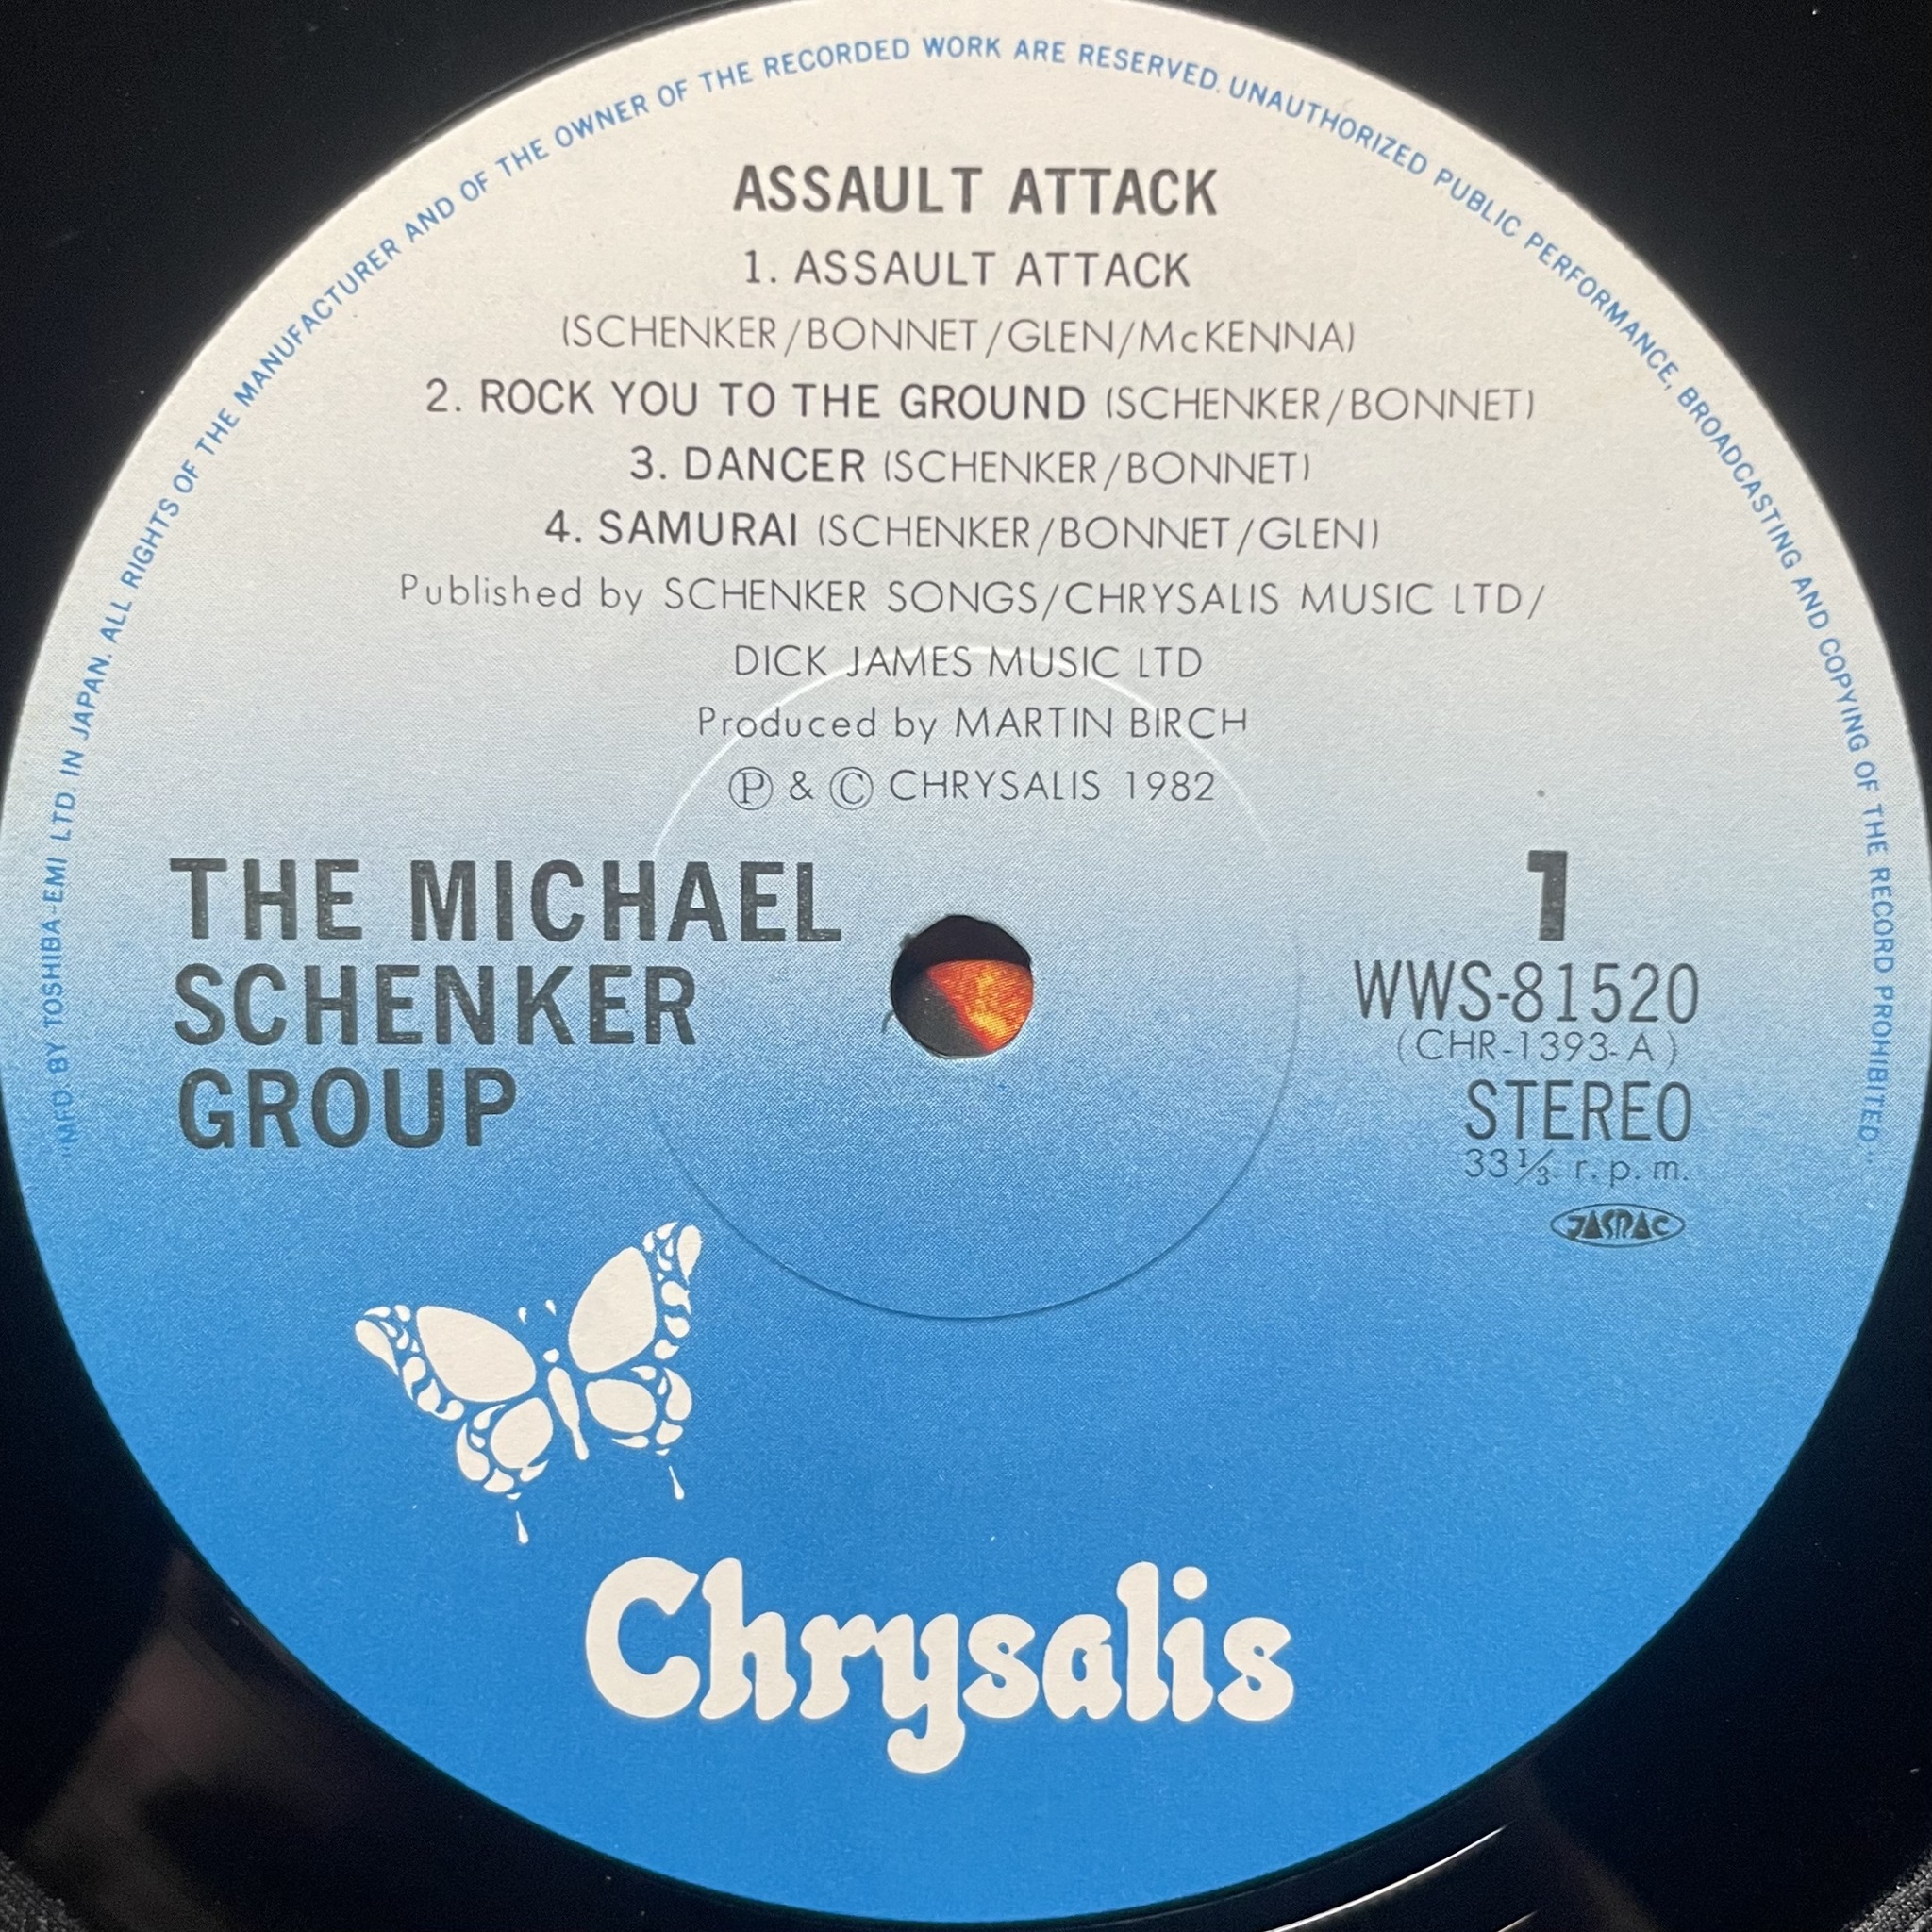 "MFD. BY TOSHIBA-EMI LTD. IN JAPAN. ALL RIGHTS OF THE MANUFACTURER AND OF THE OWNER OF THE RECORDED WORK ARE RESERVED. UNAUTHORIZED PUBLIC PERFORMANCE, BROADCASTING AND COPYING OF THE RECORD PROHIBITED."
ASSAULT ATTACK
1. ASSAULT ATTACK
(SCHENKER/BONNET/GLEN/McKENNA)
2. ROCK YOU TO THE GROUND (SCHENKER/BONNET)
3. DANCER (SCHENKER/BONNET)
4. SAMURAI (SCHENKER/BONNET/GLEN)
Published by SCHENKER SONGS/CHRYSALIS MUSIC LTD/
DICK JAMES MUSIC LTD
Produced by MARTIN BIRCH
Ⓟ & Ⓒ CHRYSALIS 1982
THE MICHAEL
SCHENKER
GROUP
1
WWS-81520
(CHR-1393-A)
STEREO
33⅓ r.p.m.
JASRAC
Chrysalis